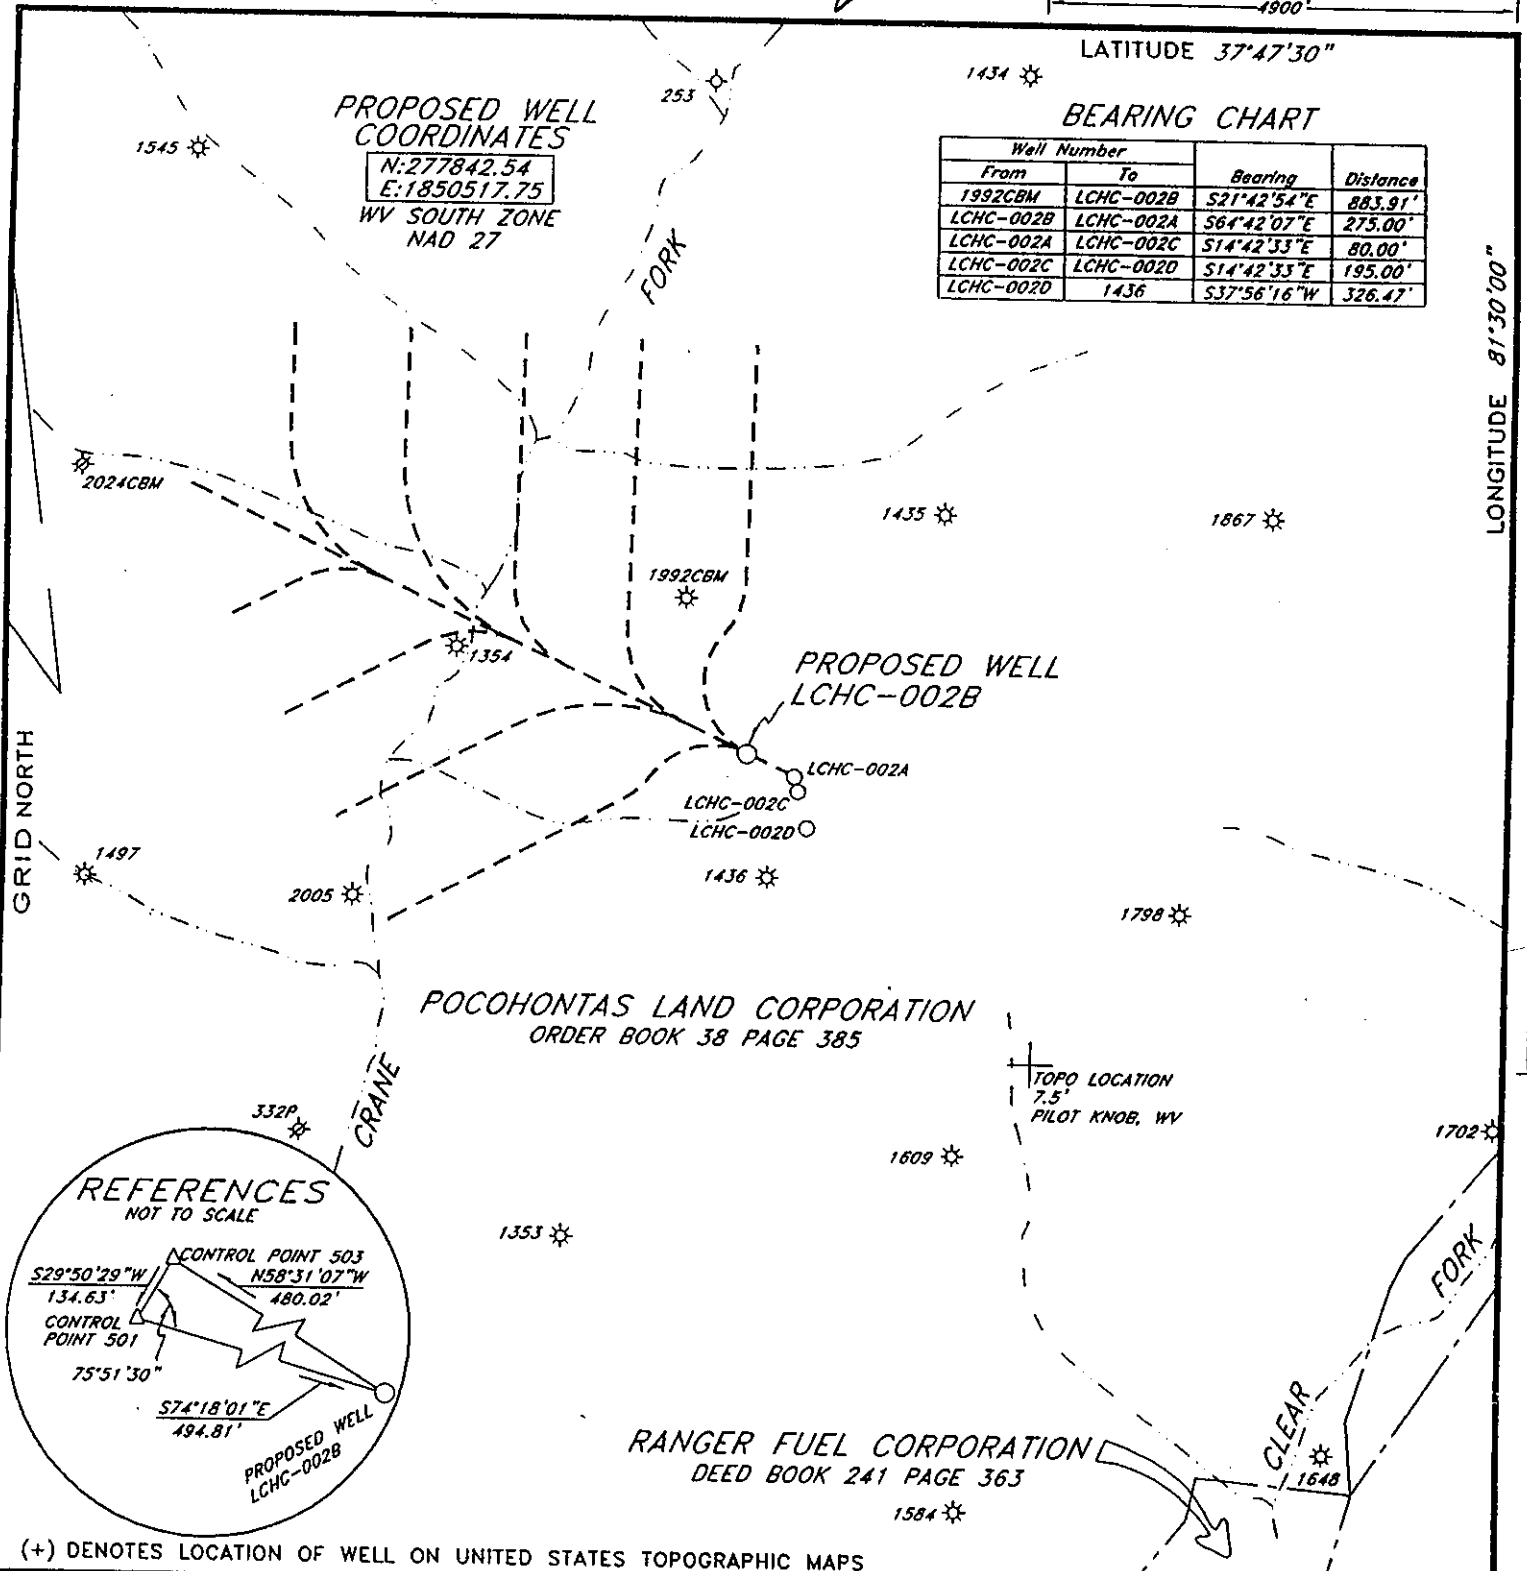 4900'
LATITUDE 37°47'30"
1434
253
PROPOSED WELL
COORDINATES
N:277842.54
E:1850517.75
WV SOUTH ZONE
NAD 27
1545
BEARING CHART
Well Number
From To Bearing Distance
1992CBM LCHC-002B S21°42'54"E 883.91'
LCHC-002B LCHC-002A S64°42'07"E 275.00'
LCHC-002A LCHC-002C S14°42'33"E 80.00'
LCHC-002C LCHC-002D S14°42'33"E 195.00'
LCHC-002D 1436 S37°56'16"W 326.47'
FORK
LONGITUDE 81°30'00"
2024CBM
1435
1867
1992CBM
1354
PROPOSED WELL
LCHC-002B
GRID NORTH
LCHC-002A
LCHC-002C
LCHC-002D
1497
2005
1436
1798
POCOHONTAS LAND CORPORATION
ORDER BOOK 38 PAGE 385
CRANE
TOPO LOCATION
7.5'
PILOT KNOB, WV
332P
1702
1609
REFERENCES
NOT TO SCALE
CONTROL POINT 503
S29°50'29"W
134.63'
N58°31'07"W
480.02'
CONTROL
POINT 501
75°51'30"
S74°18'01"E
494.81'
PROPOSED WELL
LCHC-002B
1353
FORK
CLEAR
RANGER FUEL CORPORATION
DEED BOOK 241 PAGE 363
1648
1584
(+) DENOTES LOCATION OF WELL ON UNITED STATES TOPOGRAPHIC MAPS